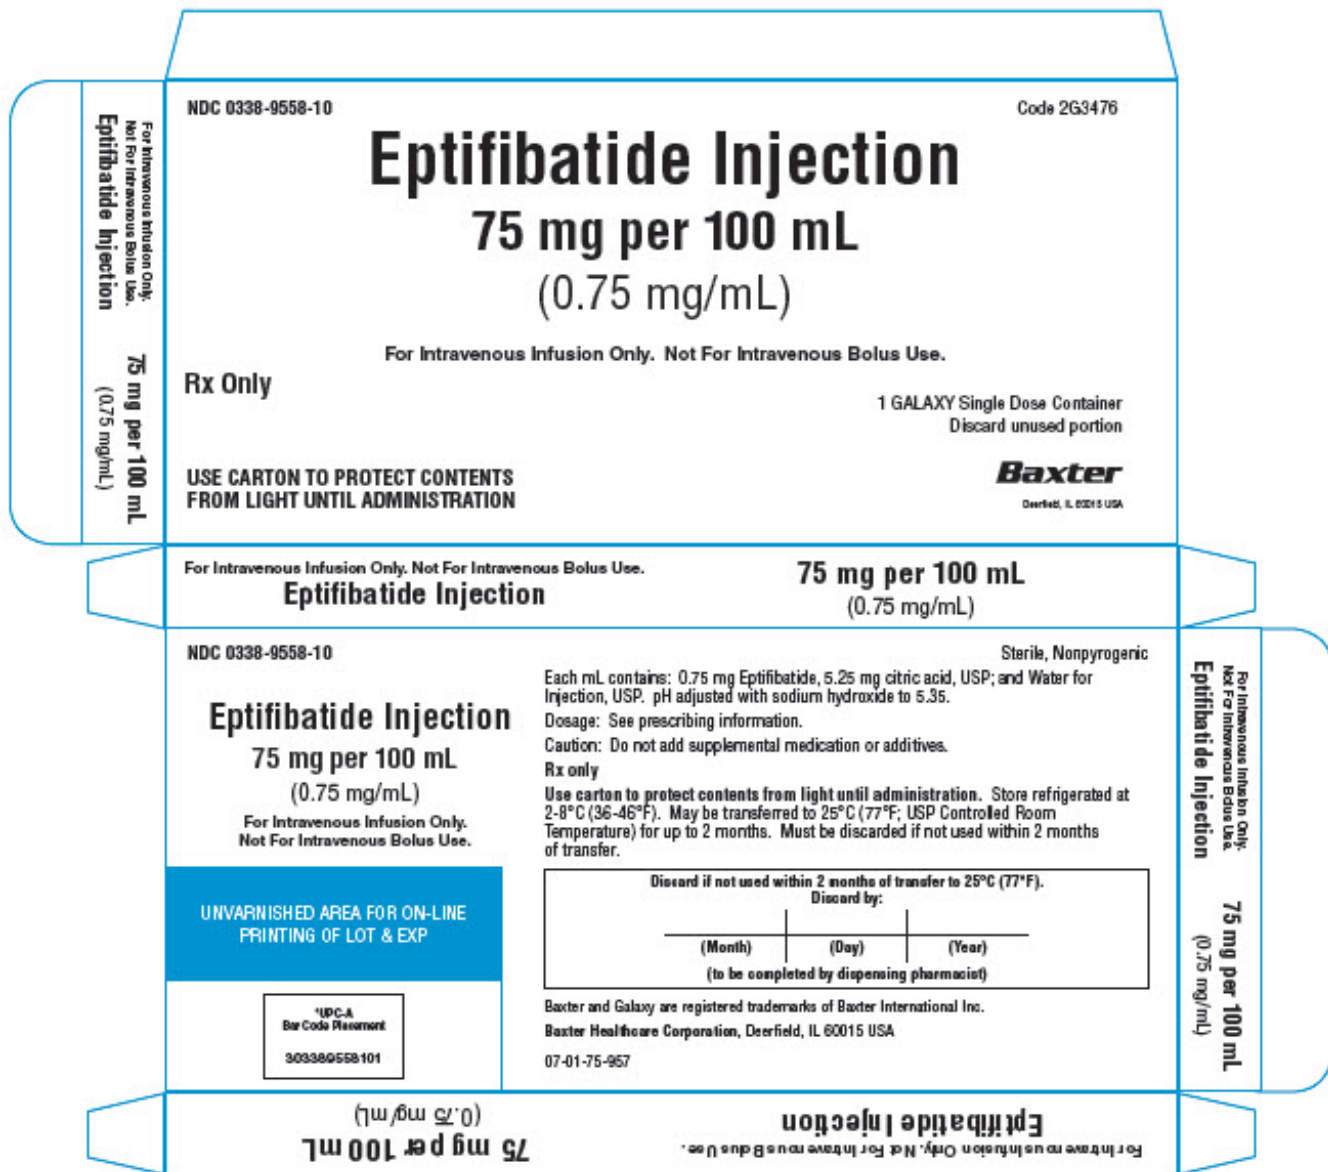 NDC 0338-9558-10
Code 2G3476
Eptifibatide Injection
75 mg per 100 mL
(0.75 mg/mL)
For Intravenous Infusion Only. Not For Intravenous Bolus Use.
Rx Only
1 GALAXY Single Dose Container
Discard unused portion
USE CARTON TO PROTECT CONTENTS
FROM LIGHT UNTIL ADMINISTRATION
Baxter
Deerfield, IL 60015 USA
For Intravenous Infusion Only.
Not For Intravenous Bolus Use.
Eptifibatide Injection
75 mg per 100 mL
(0.75 mg/mL)
For Intravenous Infusion Only. Not For Intravenous Bolus Use.
Eptifibatide Injection
75 mg per 100 mL
(0.75 mg/mL)
NDC 0338-9558-10
Eptifibatide Injection
75 mg per 100 mL
(0.75 mg/mL)
For Intravenous Infusion Only.
Not For Intravenous Bolus Use.
UNVARNISHED AREA FOR ON-LINE
PRINTING OF LOT & EXP
*UPC-A
Bar Code Placement
303389558101
Sterile, Nonpyrogenic
Each mL contains: 0.75 mg Eptifibatide, 5.25 mg citric acid, USP; and Water for
Injection, USP. pH adjusted with sodium hydroxide to 5.35.
Dosage: See prescribing information.
Caution: Do not add supplemental medication or additives.
Rx only
Use carton to protect contents from light until administration. Store refrigerated at
2-8°C (36-46°F). May be transferred to 25°C (77°F; USP Controlled Room
Temperature) for up to 2 months. Must be discarded if not used within 2 months
of transfer.
Discard if not used within 2 months of transfer to 25°C (77°F).
Discard by:
(Month) (Day) (Year)
(to be completed by dispensing pharmacist)
Baxter and Galaxy are registered trademarks of Baxter International Inc.
Baxter Healthcare Corporation, Deerfield, IL 60015 USA
07-01-75-957
For Intravenous Infusion Only.
Not For Intravenous Bolus Use.
Eptifibatide Injection
75 mg per 100 mL
(0.75 mg/mL)
For Intravenous Infusion Only. Not For Intravenous Bolus Use.
Eptifibatide Injection
75 mg per 100 mL
(0.75 mg/mL)